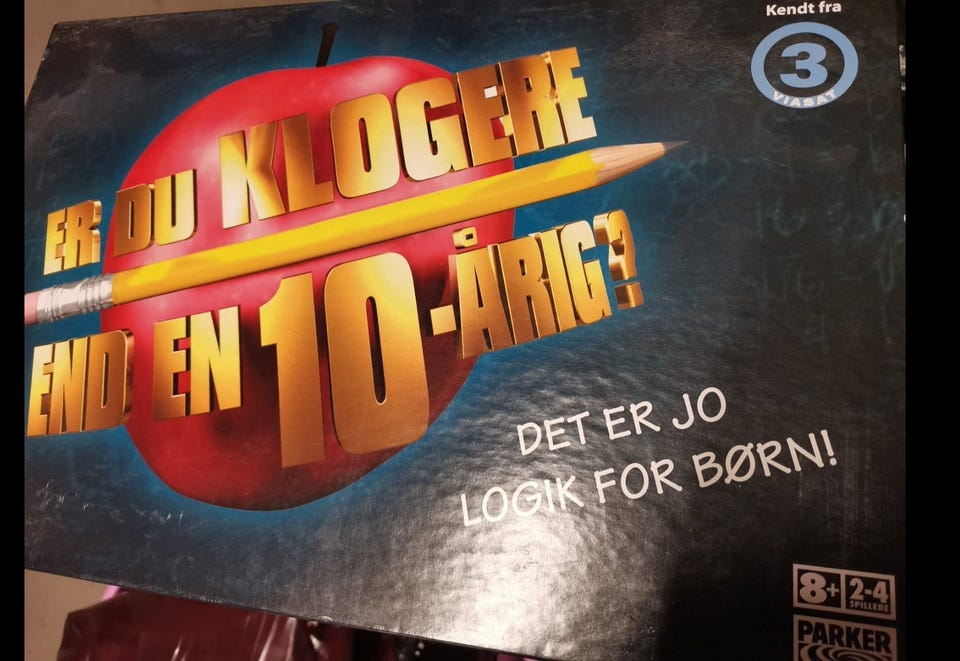 Kendt fra
3
VIASAT
ER DU KLOGERE
END EN 10-ÅRIG?
DET ER JO
LOGIK FOR BØRN!
8+ 2-4
SPILLERE
PARKER